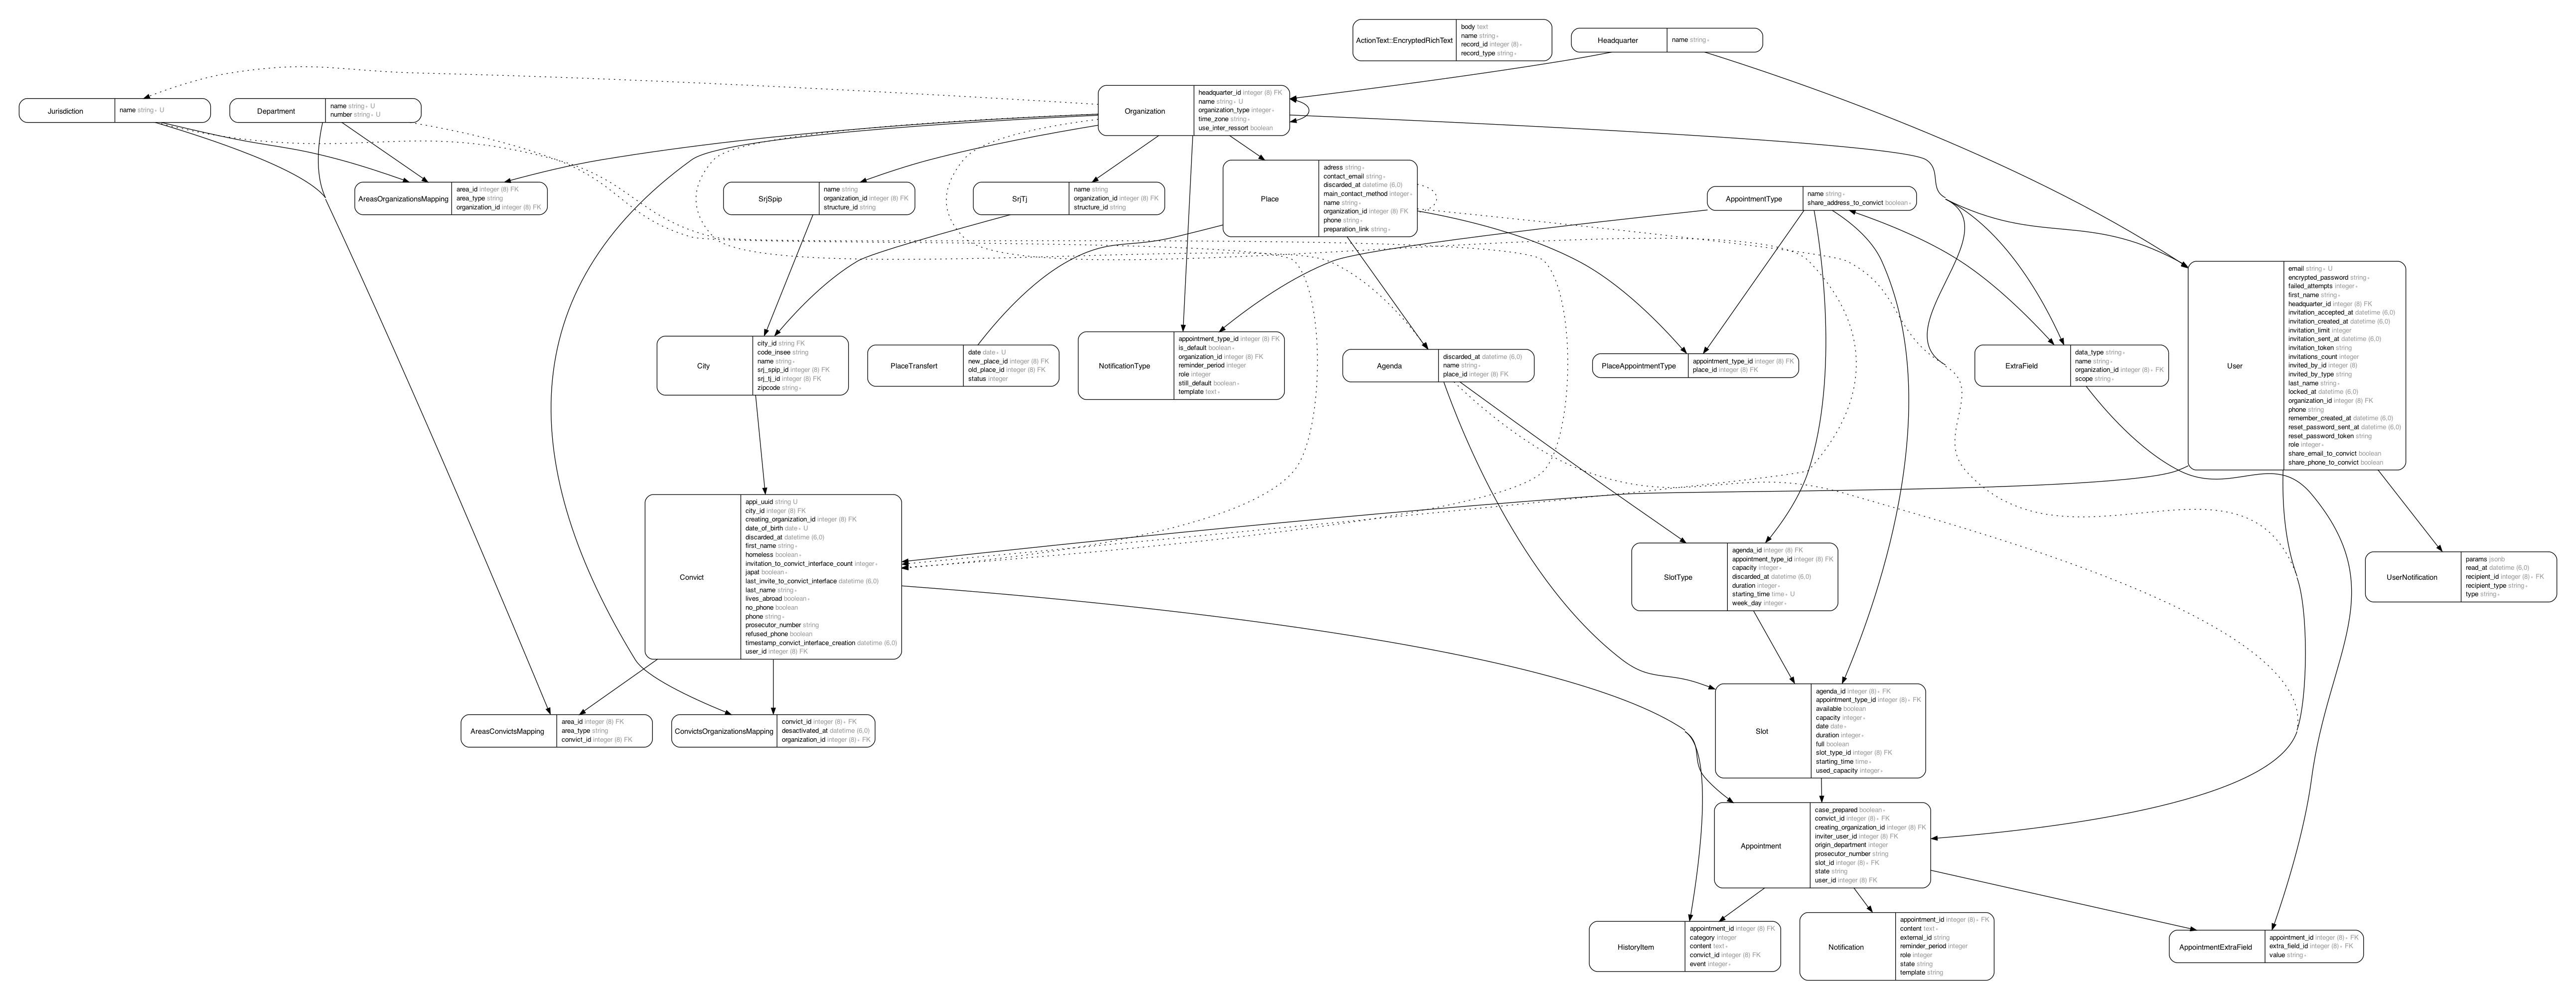 ActionText::EncryptedRichText
body text
name string ∗
record_id integer (8) ∗
record_type string ∗
Headquarter
name string ∗
Jurisdiction
name string ∗ U
Department
name string ∗ U
number string ∗ U
Organization
headquarter_id integer (8) FK
name string ∗ U
organization_type integer ∗
time_zone string ∗
use_inter_ressort boolean
AreasOrganizationsMapping
area_id integer (8) FK
area_type string
organization_id integer (8) FK
SrjSpip
name string
organization_id integer (8) FK
structure_id string
SrjTj
name string
organization_id integer (8) FK
structure_id string
Place
adress string ∗
contact_email string ∗
discarded_at datetime (6,0)
main_contact_method integer ∗
name string ∗
organization_id integer (8) FK
phone string ∗
preparation_link string ∗
AppointmentType
name string ∗
share_address_to_convict boolean ∗
City
city_id string FK
code_insee string
name string ∗
srj_spip_id integer (8) FK
srj_tj_id integer (8) FK
zipcode string ∗
PlaceTransfert
date date ∗ U
new_place_id integer (8) FK
old_place_id integer (8) FK
status integer
NotificationType
appointment_type_id integer (8) FK
is_default boolean ∗
organization_id integer (8) FK
reminder_period integer
role integer
still_default boolean ∗
template text ∗
Agenda
discarded_at datetime (6,0)
name string ∗
place_id integer (8) FK
PlaceAppointmentType
appointment_type_id integer (8) FK
place_id integer (8) FK
ExtraField
data_type string ∗
name string ∗
organization_id integer (8) ∗ FK
scope string ∗
User
email string ∗ U
encrypted_password string ∗
failed_attempts integer ∗
first_name string ∗
headquarter_id integer (8) FK
invitation_accepted_at datetime (6,0)
invitation_created_at datetime (6,0)
invitation_limit integer
invitation_sent_at datetime (6,0)
invitation_token string
invitations_count integer
invited_by_id integer (8)
invited_by_type string
last_name string ∗
locked_at datetime (6,0)
organization_id integer (8) FK
phone string
remember_created_at datetime (6,0)
reset_password_sent_at datetime (6,0)
reset_password_token string
role integer ∗
share_email_to_convict boolean
share_phone_to_convict boolean
Convict
appi_uuid string U
city_id integer (8) FK
creating_organization_id integer (8) FK
date_of_birth date ∗ U
discarded_at datetime (6,0)
first_name string ∗
homeless boolean ∗
invitation_to_convict_interface_count integer ∗
japat boolean ∗
last_invite_to_convict_interface datetime (6,0)
last_name string ∗
lives_abroad boolean ∗
no_phone boolean
phone string ∗
prosecutor_number string
refused_phone boolean
timestamp_convict_interface_creation datetime (6,0)
user_id integer (8) FK
SlotType
agenda_id integer (8) FK
appointment_type_id integer (8) FK
capacity integer ∗
discarded_at datetime (6,0)
duration integer ∗
starting_time time ∗ U
week_day integer ∗
UserNotification
params jsonb
read_at datetime (6,0)
recipient_id integer (8) ∗ FK
recipient_type string ∗
type string ∗
AreasConvictsMapping
area_id integer (8) FK
area_type string
convict_id integer (8) FK
ConvictsOrganizationsMapping
convict_id integer (8) ∗ FK
desactivated_at datetime (6,0)
organization_id integer (8) ∗ FK
Slot
agenda_id integer (8) ∗ FK
appointment_type_id integer (8) ∗ FK
available boolean
capacity integer ∗
date date ∗
duration integer ∗
full boolean
slot_type_id integer (8) FK
starting_time time ∗
used_capacity integer ∗
Appointment
case_prepared boolean ∗
convict_id integer (8) ∗ FK
creating_organization_id integer (8) FK
inviter_user_id integer (8) FK
origin_department integer
prosecutor_number string
slot_id integer (8) ∗ FK
state string
user_id integer (8) FK
HistoryItem
appointment_id integer (8) FK
category integer
content text ∗
convict_id integer (8) FK
event integer ∗
Notification
appointment_id integer (8) ∗ FK
content text ∗
external_id string
reminder_period integer
role integer
state string
template string
AppointmentExtraField
appointment_id integer (8) ∗ FK
extra_field_id integer (8) ∗ FK
value string ∗